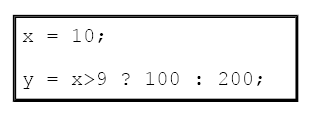 x = 10;
y = x>9 ? 100 : 200;